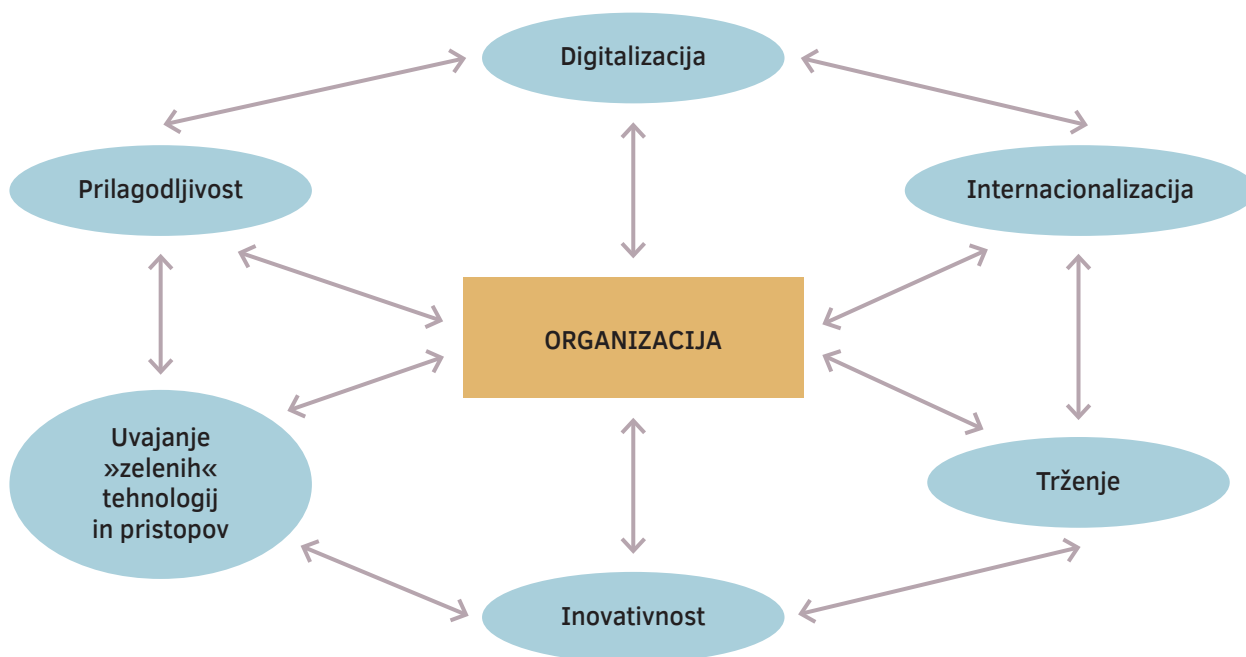 Digitalizacija
Prilagodljivost
Internacionalizacija
ORGANIZACIJA
Uvajanje
»zelenih«
tehnologij
in pristopov
Trženje
Inovativnost